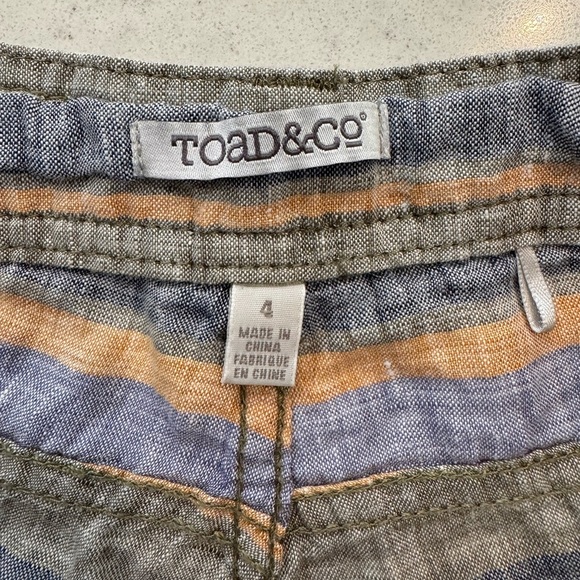 TOAD&CO
4
MADE IN
CHINA
FABRIQUE
EN CHINE